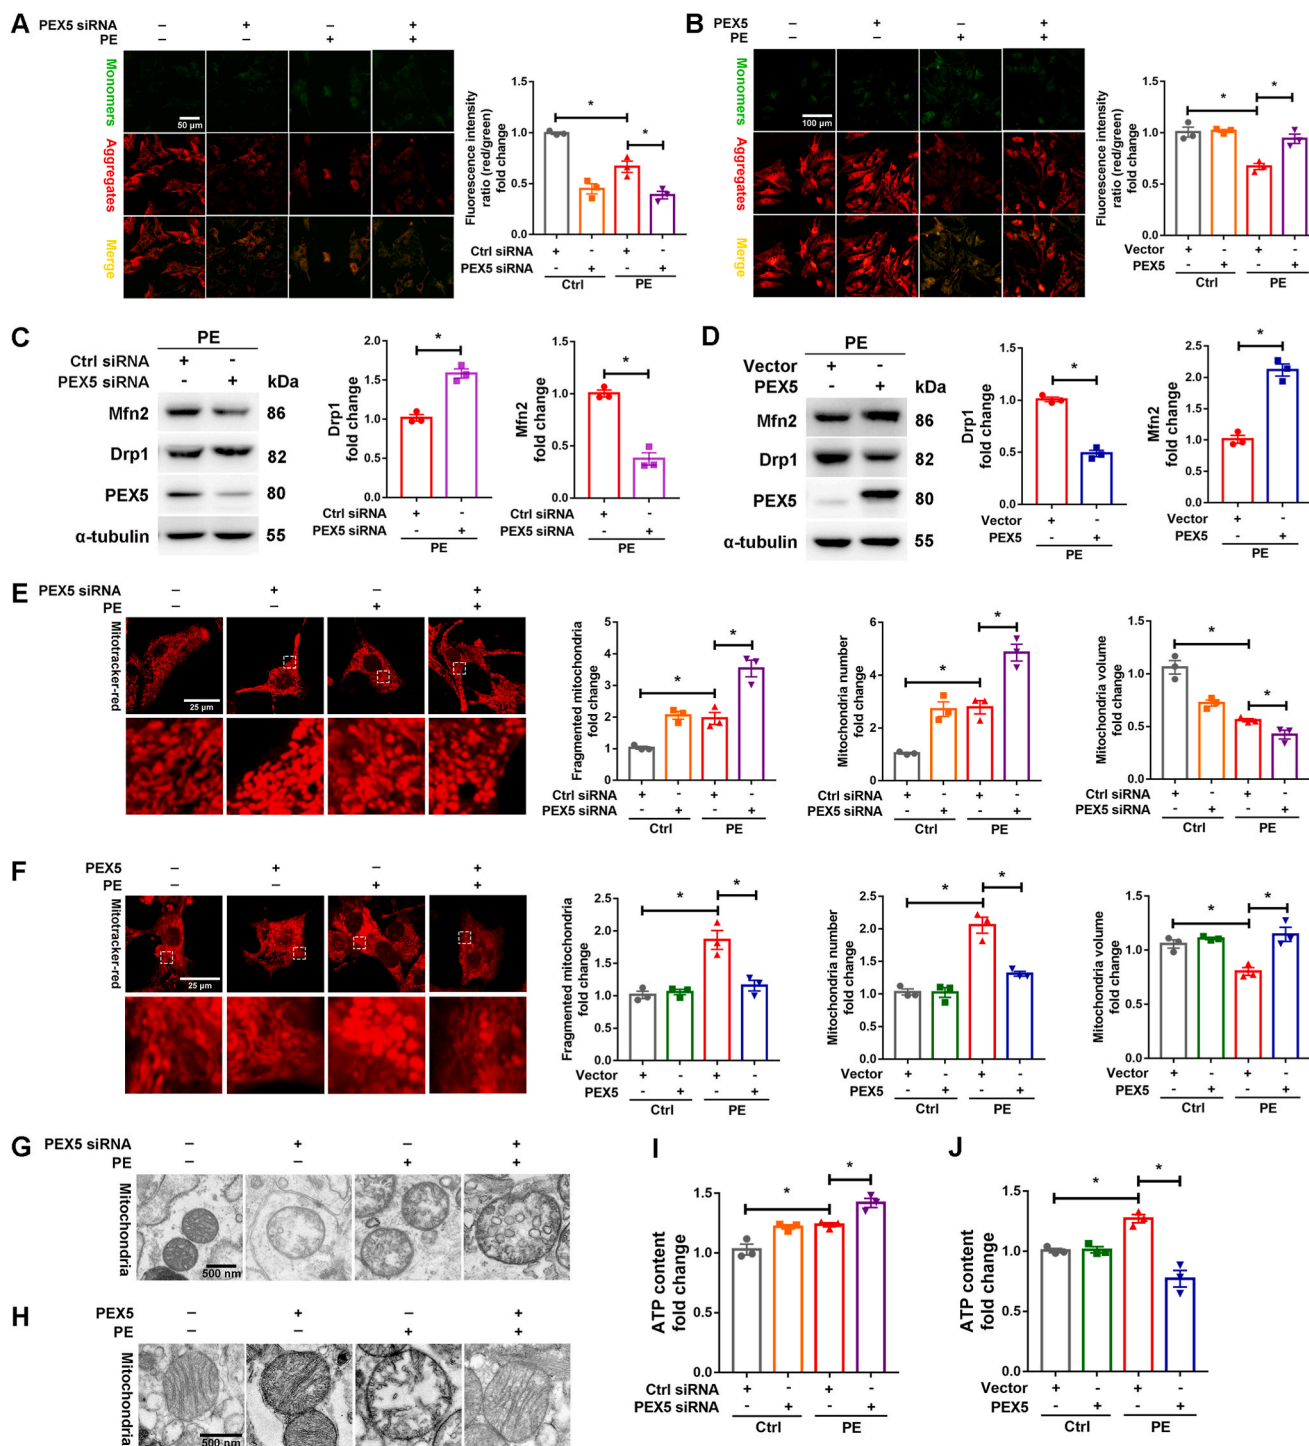 A
PEX5 siRNA – + – +
PE – – + +
Monomers
50 µm
Aggregates
Merge
Fluorescence intensity
ratio (red/green)
fold change
1.5
1.0
0.5
0.0
*
*
Ctrl siRNA + - + -
PEX5 siRNA - + - +
Ctrl PE
B
PEX5 – + – +
PE – – + +
Monomers
100 µm
Aggregates
Merge
Fluorescence intensity
ratio (red/green)
fold change
1.5
1.0
0.5
0.0
*
*
Vector + - + -
PEX5 - + - +
Ctrl PE
C
PE
Ctrl siRNA + -
PEX5 siRNA - + kDa
Mfn2 86
Drp1 82
PEX5 80
α-tubulin 55
Drp1
fold change
2.0
1.5
1.0
0.5
0.0
*
Ctrl siRNA + -
PEX5 siRNA - +
PE
Mfn2
fold change
1.5
1.0
0.5
0.0
*
Ctrl siRNA + -
PEX5 siRNA - +
PE
D
PE
Vector + -
PEX5 - + kDa
Mfn2 86
Drp1 82
PEX5 80
α-tubulin 55
Drp1
fold change
1.5
1.0
0.5
0.0
*
Vector + -
PEX5 - +
PE
Mfn2
fold change
2.5
2.0
1.5
1.0
0.5
0.0
*
Vector + -
PEX5 - +
PE
E
PEX5 siRNA – + – +
PE – – + +
Mitotracker-red
25 µm
Fragmented mitochondria
fold change
5
4
3
2
1
0
*
*
Ctrl siRNA + - + -
PEX5 siRNA - + - +
Ctrl PE
Mitochondria number
fold change
6
4
2
0
*
*
Ctrl siRNA + - + -
PEX5 siRNA - + - +
Ctrl PE
Mitochondria volume
fold change
1.5
1.0
0.5
0.0
*
*
Ctrl siRNA + - + -
PEX5 siRNA - + - +
Ctrl PE
F
PEX5 – + – +
PE – – + +
Mitotracker-red
25 µm
Fragmented mitochondria
fold change
2.5
2.0
1.5
1.0
0.5
0.0
*
*
Vector + - + -
PEX5 - + - +
Ctrl PE
Mitochondria number
fold change
2.5
2.0
1.5
1.0
0.5
0.0
*
*
Vector + - + -
PEX5 - + - +
Ctrl PE
Mitochondria volume
fold change
1.5
1.0
0.5
0.0
*
*
Vector + - + -
PEX5 - + - +
Ctrl PE
G
PEX5 siRNA – + – +
PE – – + +
Mitochondria
500 nm
H
PEX5 – + – +
PE – – + +
Mitochondria
500 nm
I
ATP content
fold change
1.5
1.0
0.5
0.0
*
*
Ctrl siRNA + - + -
PEX5 siRNA - + - +
Ctrl PE
J
ATP content
fold change
1.5
1.0
0.5
0.0
*
*
Vector + - + -
PEX5 - + - +
Ctrl PE